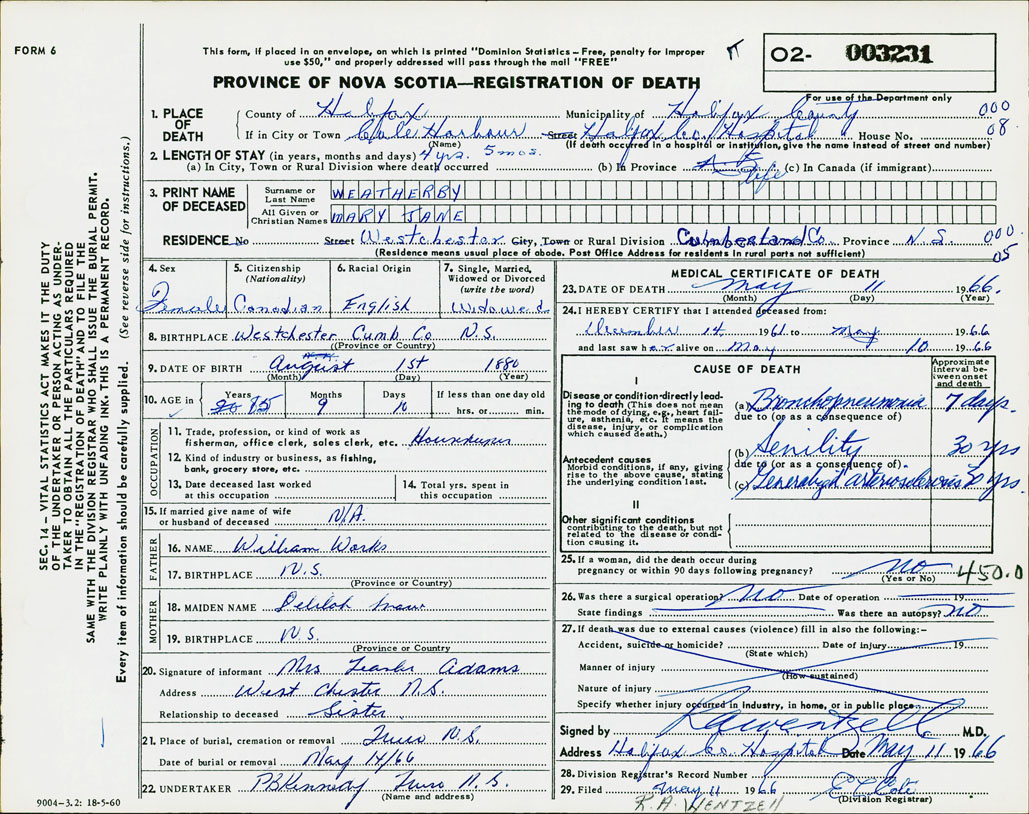 FORM 6
This form, if placed in an envelope, on which is printed "Dominion Statistics – Free, penalty for improper
use $50," and properly addressed will pass through the mail "FREE"
O2- 003231
PROVINCE OF NOVA SCOTIA—REGISTRATION OF DEATH
For use of the Department only
1. PLACE OF DEATH
County of Halifax Municipality of Halifax County 000
If in City or Town Cole Harbour Street Halifax Co. Hospital House No. 08
(Name) (If death occurred in a hospital or institution, give the name instead of street and number)
2. LENGTH OF STAY (in years, months and days) 4 yrs. 5 mos.
(a) In City, Town or Rural Division where death occurred (b) In Province life (c) In Canada (if immigrant)
3. PRINT NAME OF DECEASED
Surname or Last Name WEATHERBY
All Given or Christian Names MARY JANE
RESIDENCE No Street Westchester City, Town or Rural Division Cumberland Co. Province N.S. 000
(Residence means usual place of abode. Post Office Address for residents in rural parts not sufficient) 05
4. Sex Female
5. Citizenship (Nationality) Canadian
6. Racial Origin English
7. Single, Married, Widowed or Divorced (write the word) Widowed
8. BIRTHPLACE Westchester Cumb. Co N.S.
(Province or Country)
9. DATE OF BIRTH August 1st 1880
(Month) (Day) (Year)
10. AGE in Years 85 Months 9 Days 10 If less than one day old hrs. or min.
OCCUPATION
11. Trade, profession, or kind of work as
fisherman, office clerk, sales clerk, etc. Housekeeper
12. Kind of industry or business, as fishing,
bank, grocery store, etc.
13. Date deceased last worked
at this occupation
14. Total yrs. spent in
this occupation
15. If married give name of wife
or husband of deceased N/A.
FATHER
16. NAME William Works
17. BIRTHPLACE N.S.
(Province or Country)
MOTHER
18. MAIDEN NAME Delilah
19. BIRTHPLACE N.S.
(Province or Country)
20. Signature of informant Mrs Adams
Address West Chester N.S.
Relationship to deceased Sister
21. Place of burial, cremation or removal Truro N.S.
Date of burial or removal May 14/66
22. UNDERTAKER P B Kennedy Truro N.S.
(Name and address)
MEDICAL CERTIFICATE OF DEATH
23. DATE OF DEATH May 11 1966.
(Month) (Day) (Year)
24. I HEREBY CERTIFY that I attended deceased from:
December 14 1961 to May 1966
and last saw her alive on May 10 1966
CAUSE OF DEATH
Approximate interval between onset and death
I
Disease or condition directly leading
to death (This does not mean
the mode of dying, e.g., heart failure,
asthenia, etc. It means the
disease, injury, or complication
which caused death.)
(a) Bronchopneumonia 7 days.
due to (or as a consequence of)
Antecedent causes
Morbid conditions, if any, giving
rise to the above cause, stating
the underlying condition last.
(b) Senility 30 yrs
due to (or as a consequence of).
(c) Generalized arteriosclerosis 30 yrs.
II
Other significant conditions
contributing to the death, but not
related to the disease or condition
causing it.
25. If a woman, did the death occur during
pregnancy or within 90 days following pregnancy? no 450.0
(Yes or No)
26. Was there a surgical operation? no Date of operation 19
State findings Was there an autopsy? no
27. If death was due to external causes (violence) fill in also the following:–
Accident, suicide or homicide? Date of injury 19
(State which)
Manner of injury
(How sustained)
Nature of injury
Specify whether injury occurred in industry, in home, or in public place
Signed by RA Wentzell M.D.
Address Halifax Co. Hospital Date May 11 1966
28. Division Registrar's Record Number
29. Filed May 11 1966
(Division Registrar)
R.A. WENTZELL
9004–3.2: 18-5-60
SEC. 14 – VITAL STATISTICS ACT MAKES IT THE DUTY
OF THE UNDERTAKER OR PERSON ACTING AS UNDERTAKER
TO OBTAIN ALL THE PARTICULARS REQUIRED
IN THE "REGISTRATION OF DEATH" AND TO FILE THE
SAME WITH THE DIVISION REGISTRAR WHO SHALL ISSUE THE BURIAL PERMIT.
WRITE PLAINLY WITH UNFADING INK. THIS IS A PERMANENT RECORD.
Every item of information should be carefully supplied. (See reverse side for instructions.)